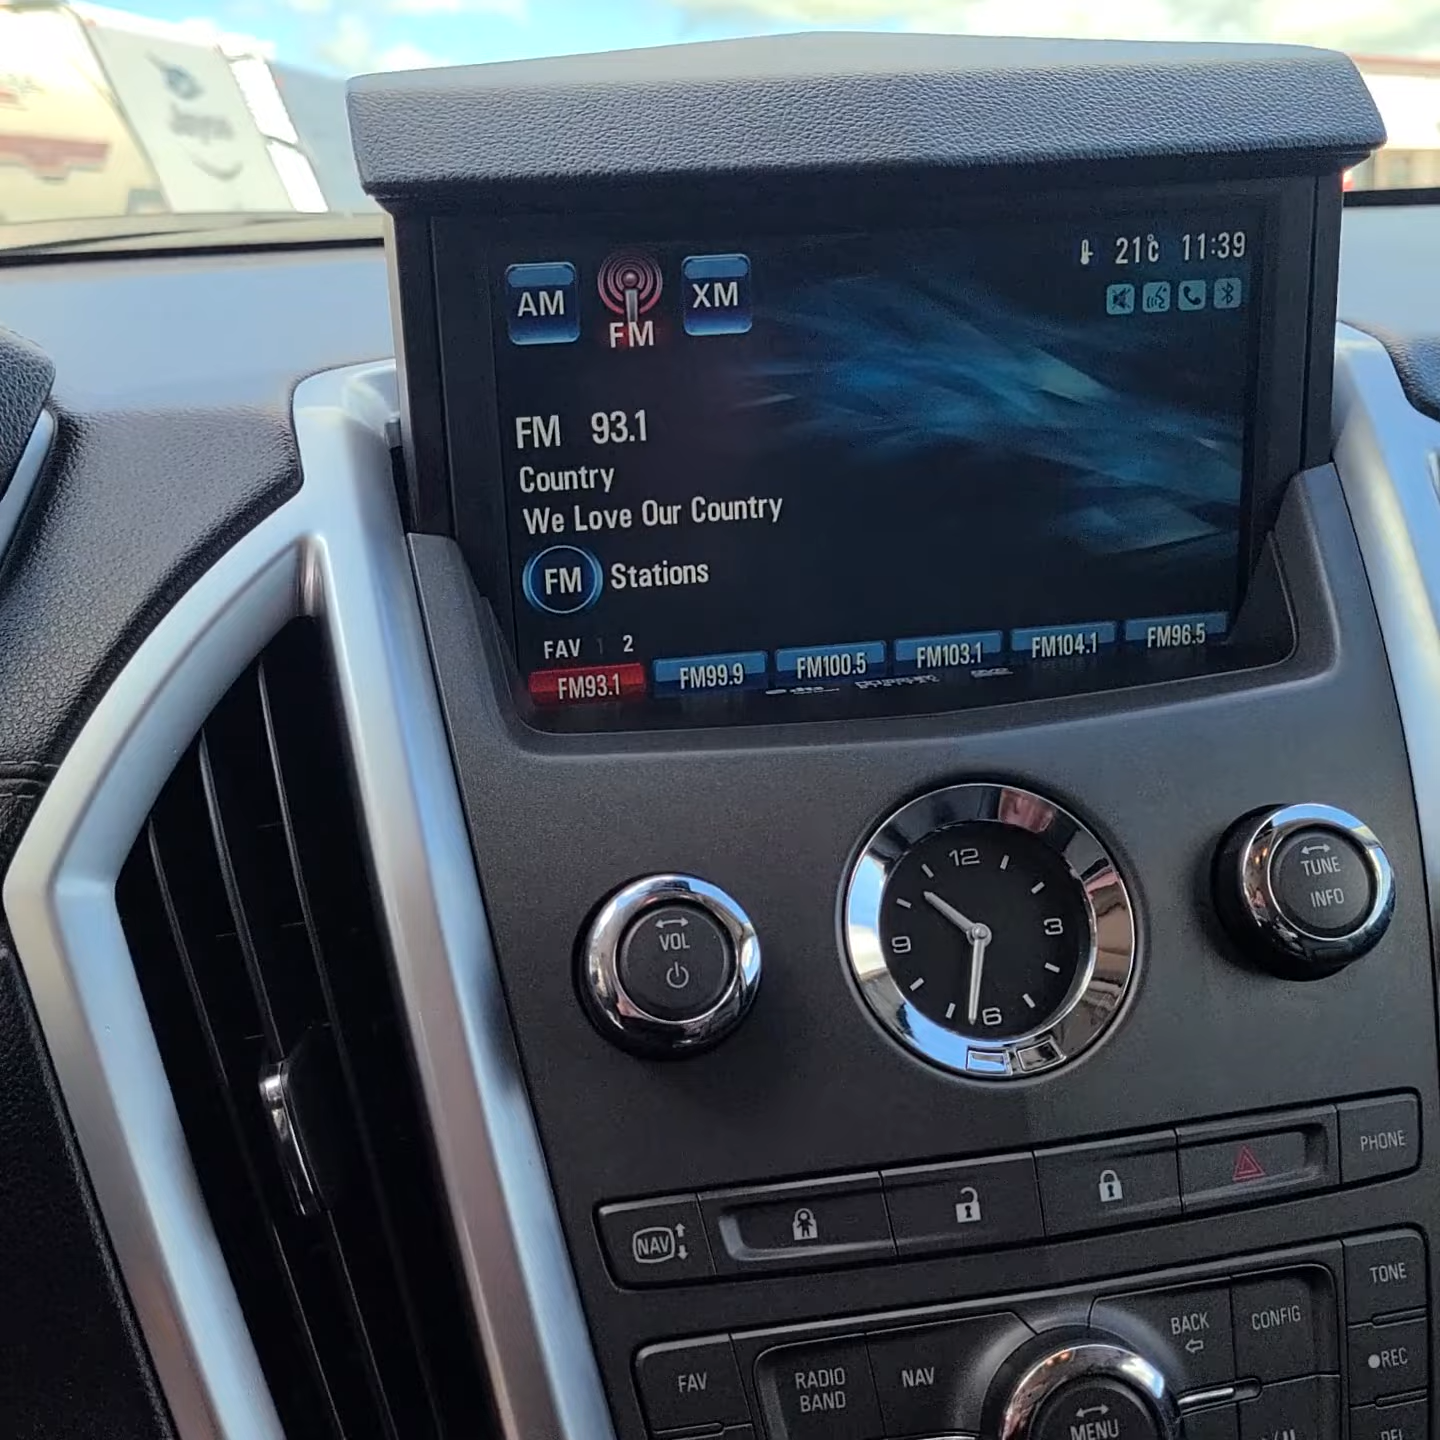 Jayco
21°C 11:39
AM FM XM
FM 93.1
Country
We Love Our Country
FM Stations
FAV 1 2
FM93.1 FM99.9 FM100.5 FM103.1 FM104.1 FM96.5
12
3
6
9
VOL
TUNE
INFO
PHONE
NAV
TONE
BACK
CONFIG
REC
FAV
RADIO
BAND
NAV
MENU
DEL